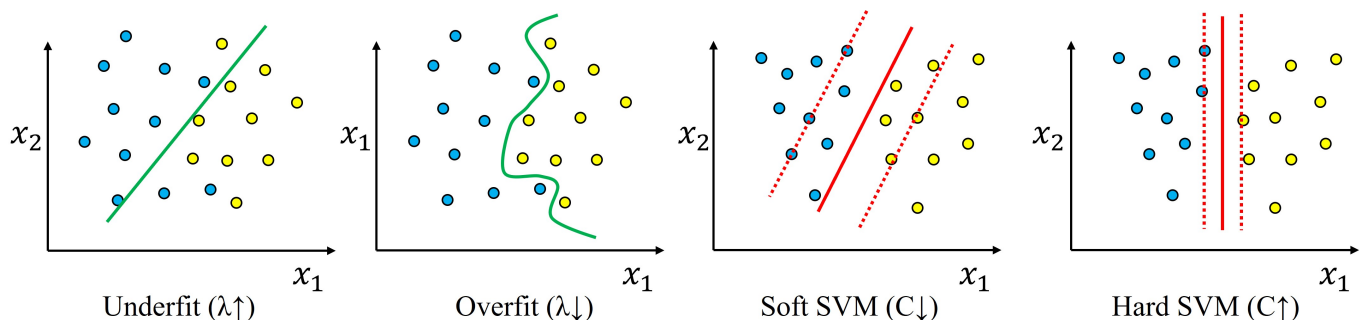 x₂
x₁
Underfit (λ↑)
x₁
x₁
Overfit (λ↓)
x₂
x₁
Soft SVM (C↓)
x₂
x₁
Hard SVM (C↑)